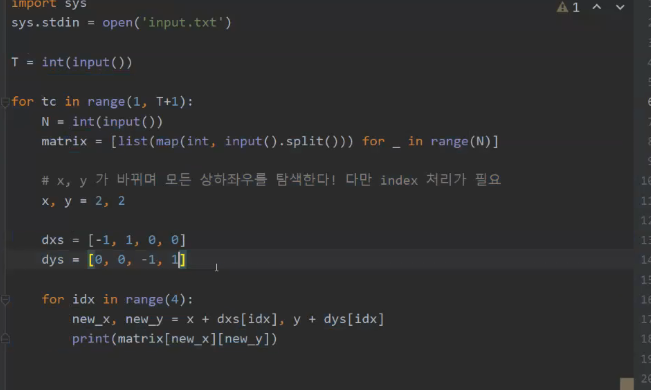 import sys
1
sys.stdin = open('input.txt')
T = int(input())
for tc in range(1, T+1):
    N = int(input())
    matrix = [list(map(int, input().split())) for _ in range(N)]
    # x, y 가 바뀌며 모든 상하좌우를 탐색한다! 다만 index 처리가 필요
    x, y = 2, 2
    dxs = [-1, 1, 0, 0]
    dys = [0, 0, -1, 1]
    for idx in range(4):
        new_x, new_y = x + dxs[idx], y + dys[idx]
        print(matrix[new_x][new_y])